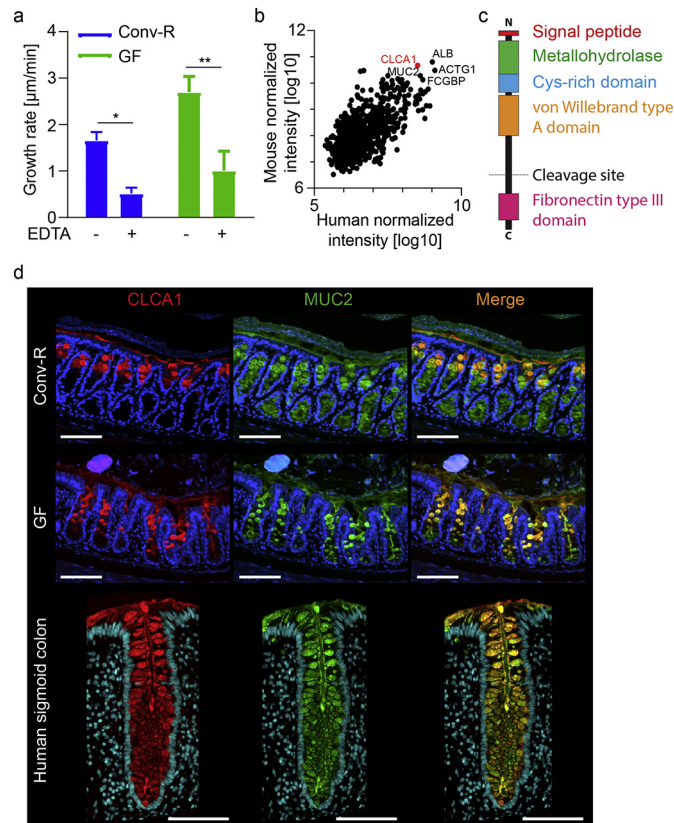 a
Conv-R
GF
Growth rate [µm/min]
4
3
2
1
0
*
**
EDTA
-
+
-
+
b
Mouse normalized
intensity [log10]
12
6
5
10
Human normalized
intensity [log10]
CLCA1
ALB
MUC2
ACTG1
FCGBP
c
N
Signal peptide
Metallohydrolase
Cys-rich domain
von Willebrand type
A domain
Cleavage site
Fibronectin type III
domain
C
d
CLCA1
MUC2
Merge
Conv-R
GF
Human sigmoid colon